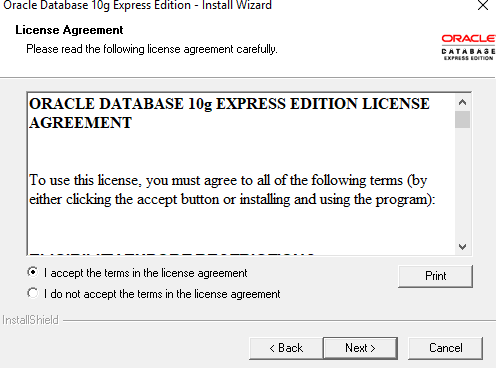 Oracle Database 10g Express Edition - Install Wizard
License Agreement
Please read the following license agreement carefully.
ORACLE
DATABASE
EXPRESS EDITION
ORACLE DATABASE 10g EXPRESS EDITION LICENSE
AGREEMENT
To use this license, you must agree to all of the following terms (by
either clicking the accept button or installing and using the program):
I accept the terms in the license agreement
Print
I do not accept the terms in the license agreement
InstallShield
< Back
Next >
Cancel